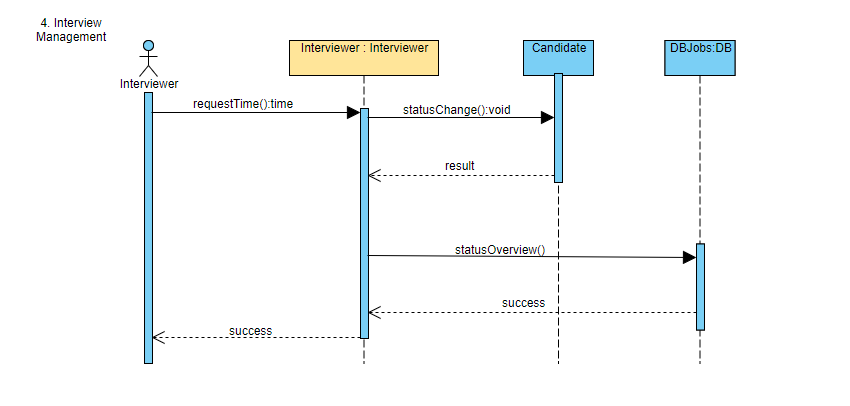 4. Interview
Management
Interviewer
Interviewer : Interviewer
Candidate
DBJobs:DB
requestTime():time
statusChange():void
result
statusOverview()
success
success